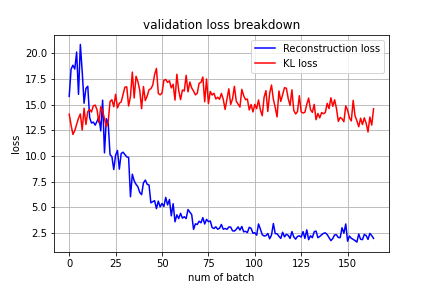 validation loss breakdown
Reconstruction loss
KL loss
20.0
17.5
15.0
12.5
10.0
7.5
5.0
2.5
loss
0 25 50 75 100 125 150
num of batch